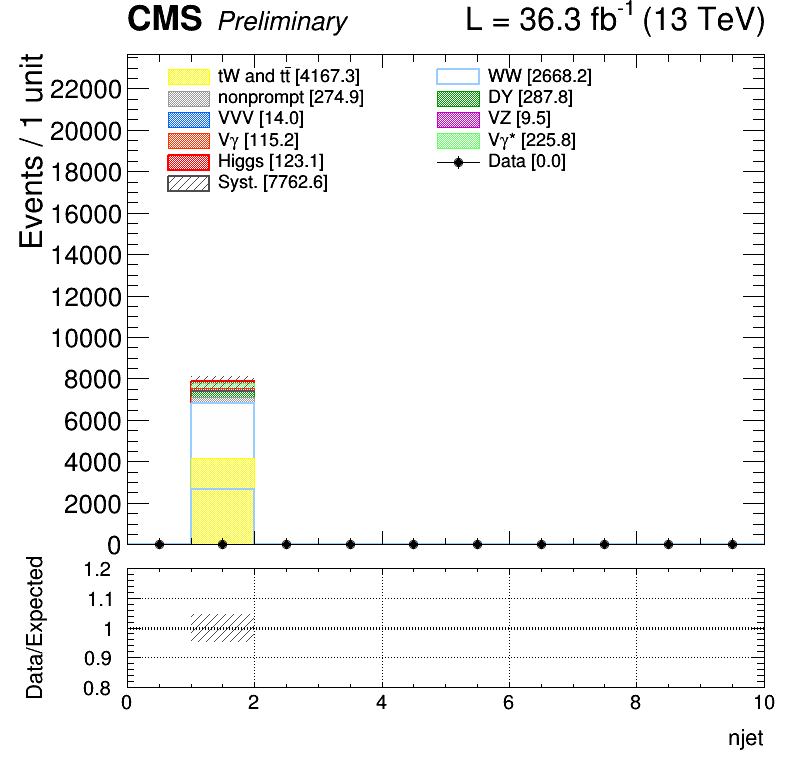 CMS Preliminary L = 36.3 fb⁻¹ (13 TeV)
Events / 1 unit
22000
20000
18000
16000
14000
12000
10000
8000
6000
4000
2000
0
tW and tt̄ [4167.3]
nonprompt [274.9]
VVV [14.0]
Vγ [115.2]
Higgs [123.1]
Syst. [7762.6]
WW [2668.2]
DY [287.8]
VZ [9.5]
Vγ* [225.8]
Data [0.0]
Data/Expected
1.2
1.1
1
0.9
0.8
0 2 4 6 8 10
njet